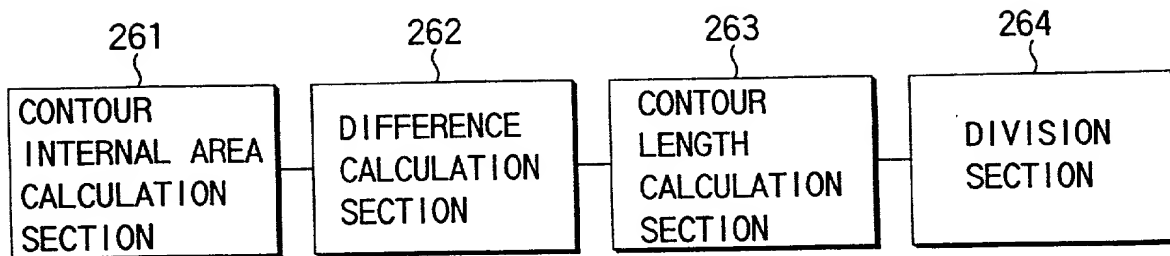 261
262
263
264
CONTOUR
INTERNAL AREA
CALCULATION
SECTION
DIFFERENCE
CALCULATION
SECTION
CONTOUR
LENGTH
CALCULATION
SECTION
DIVISION
SECTION